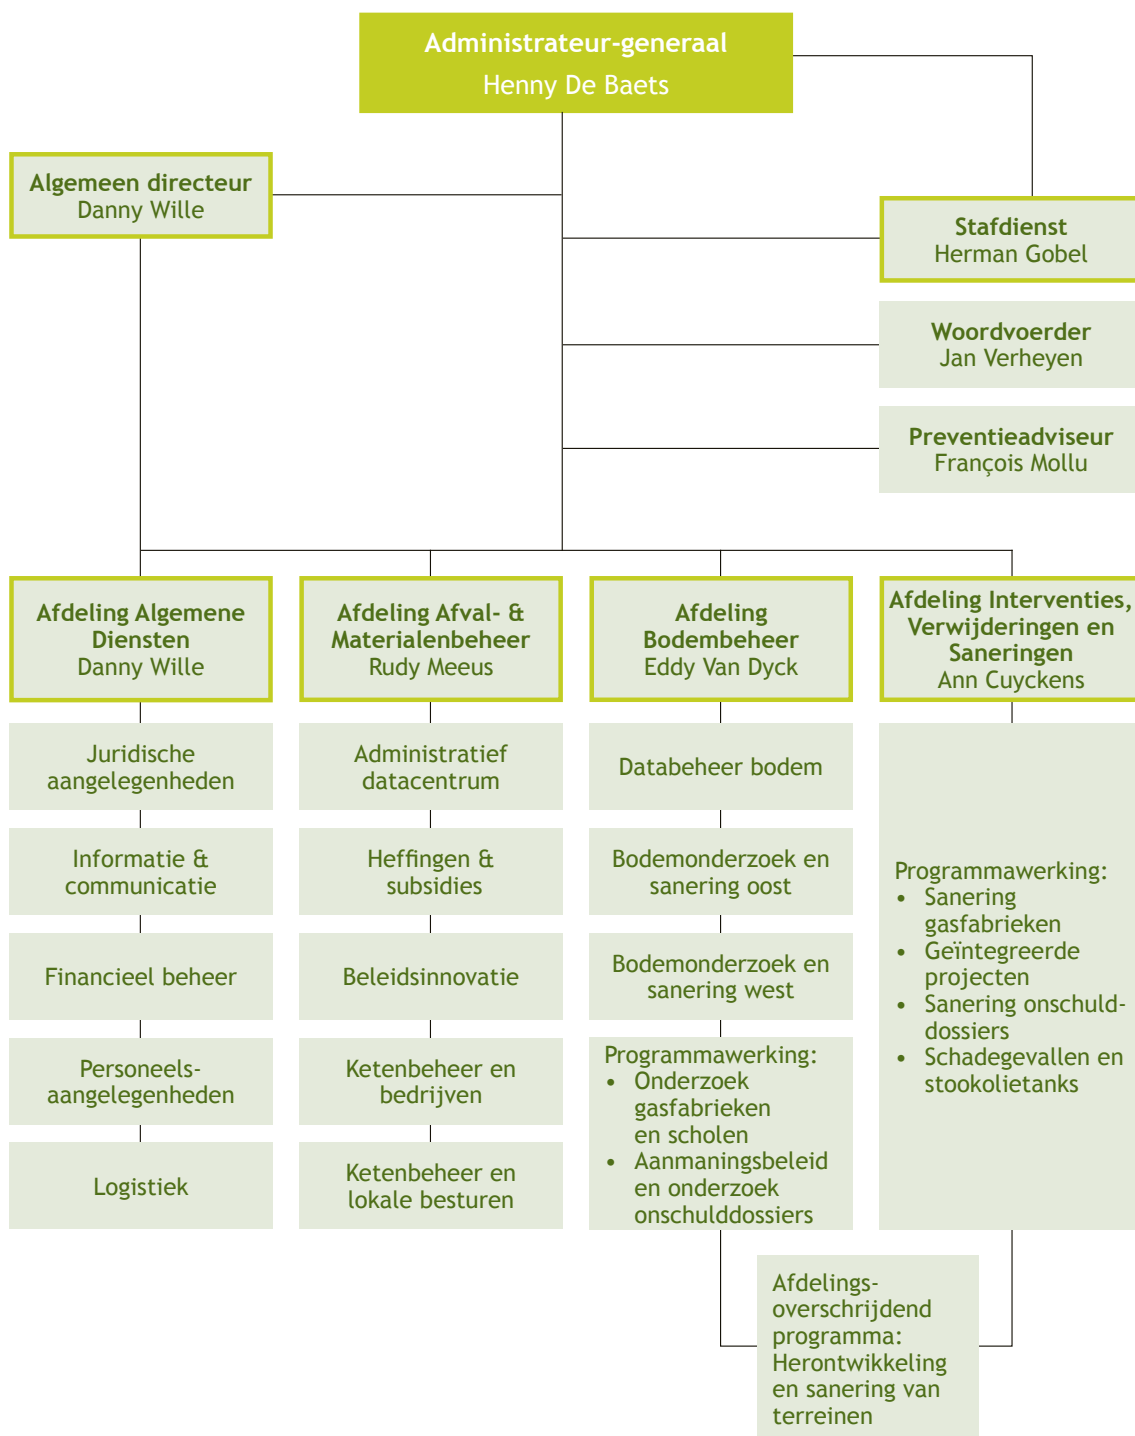 Administrateur-generaal
Henny De Baets
Algemeen directeur
Danny Wille
Stafdienst
Herman Gobel
Woordvoerder
Jan Verheyen
Preventieadviseur
François Mollu
Afdeling Algemene
Diensten
Danny Wille
Juridische
aangelegenheden
Informatie &
communicatie
Financieel beheer
Personeels-
aangelegenheden
Logistiek
Afdeling Afval- &
Materialenbeheer
Rudy Meeus
Administratief
datacentrum
Heffingen &
subsidies
Beleidsinnovatie
Ketenbeheer en
bedrijven
Ketenbeheer en
lokale besturen
Afdeling
Bodembeheer
Eddy Van Dyck
Databeheer bodem
Bodemonderzoek en
sanering oost
Bodemonderzoek en
sanering west
Programmawerking:
• Onderzoek
gasfabrieken
en scholen
• Aanmaningsbeleid
en onderzoek
onschulddossiers
Afdeling Interventies,
Verwijderingen en
Saneringen
Ann Cuyckens
Programmawerking:
• Sanering
gasfabrieken
• Geïntegreerde
projecten
• Sanering onschuld-
dossiers
• Schadegevallen en
stookolietanks
Afdelings-
overschrijdend
programma:
Herontwikkeling
en sanering van
terreinen